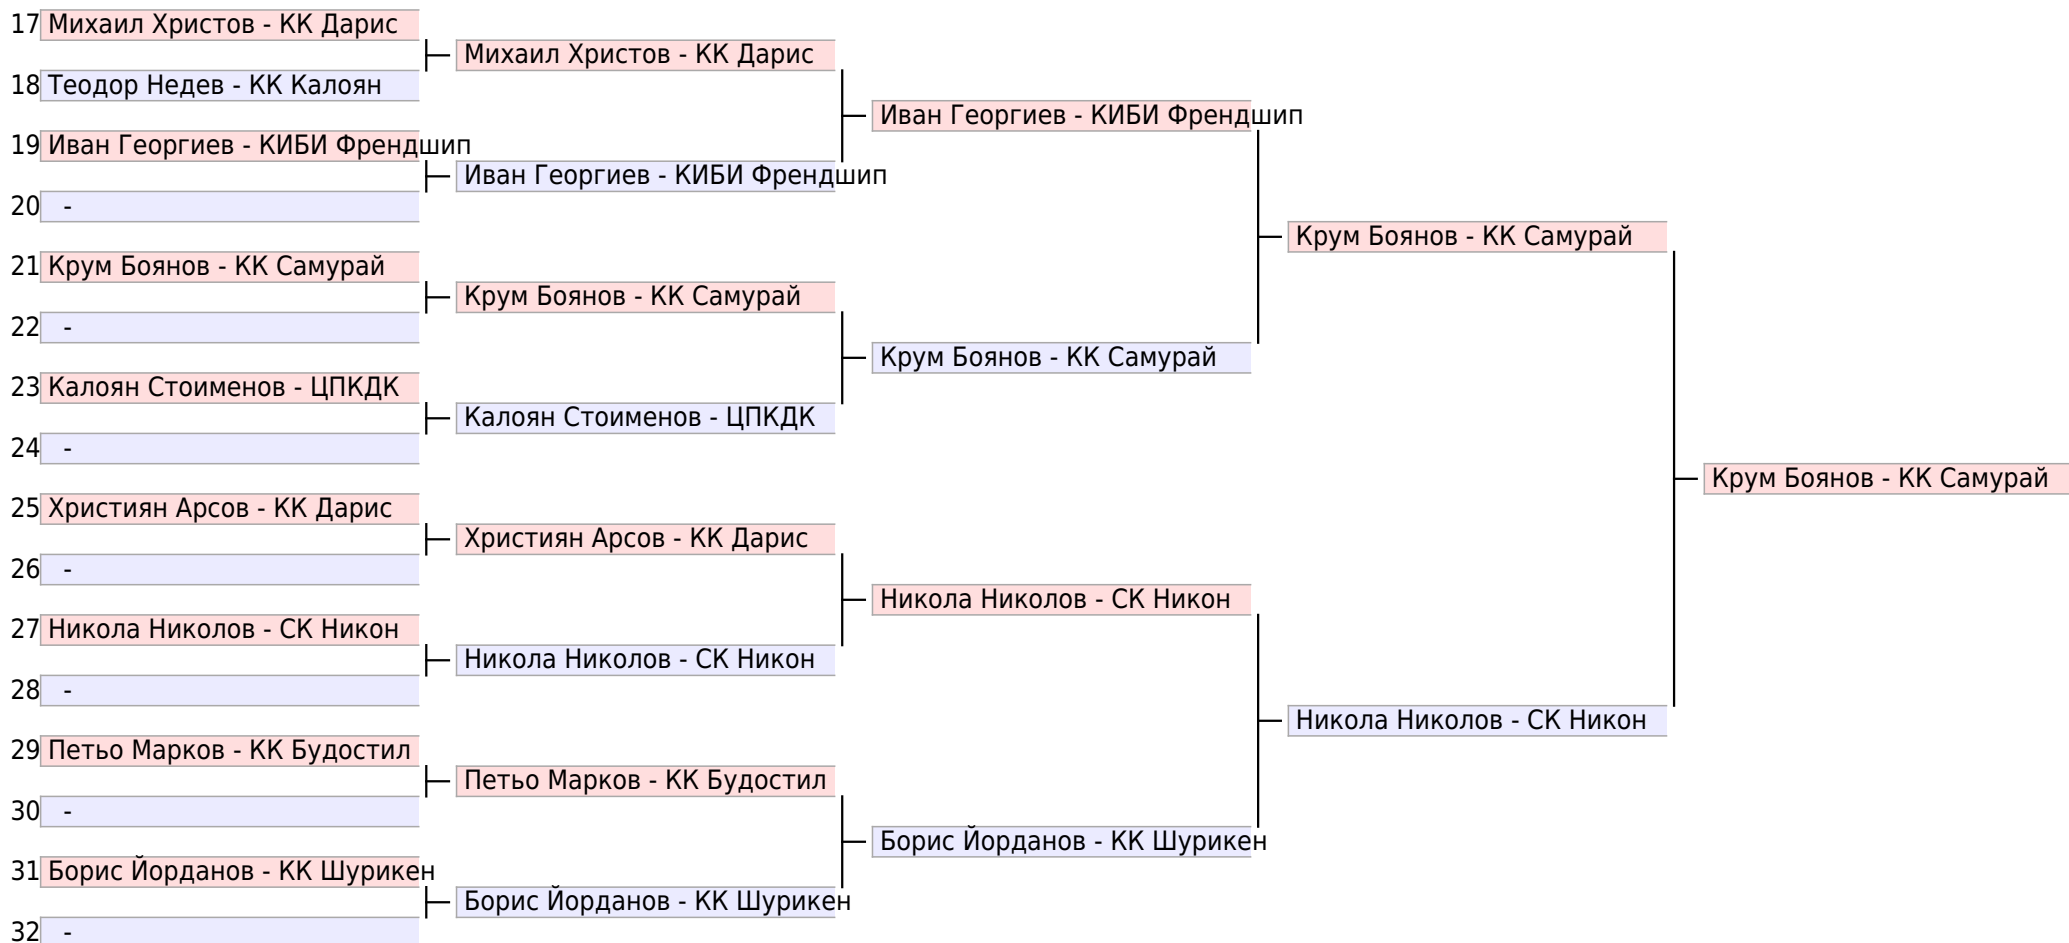 17 Михаил Христов - КК Дарис
Михаил Христов - КК Дарис
18 Теодор Недев - КК Калоян
Иван Георгиев - КИБИ Френдшип
19 Иван Георгиев - КИБИ Френдшип
Иван Георгиев - КИБИ Френдшип
20 -
Крум Боянов - КК Самурай
21 Крум Боянов - КК Самурай
Крум Боянов - КК Самурай
22 -
Крум Боянов - КК Самурай
23 Калоян Стоименов - ЦПКДК
Калоян Стоименов - ЦПКДК
24 -
Крум Боянов - КК Самурай
25 Християн Арсов - КК Дарис
Християн Арсов - КК Дарис
26 -
Никола Николов - СК Никон
27 Никола Николов - СК Никон
Никола Николов - СК Никон
28 -
Никола Николов - СК Никон
29 Петьо Марков - КК Будостил
Петьо Марков - КК Будостил
30 -
Борис Йорданов - КК Шурикен
31 Борис Йорданов - КК Шурикен
Борис Йорданов - КК Шурикен
32 -